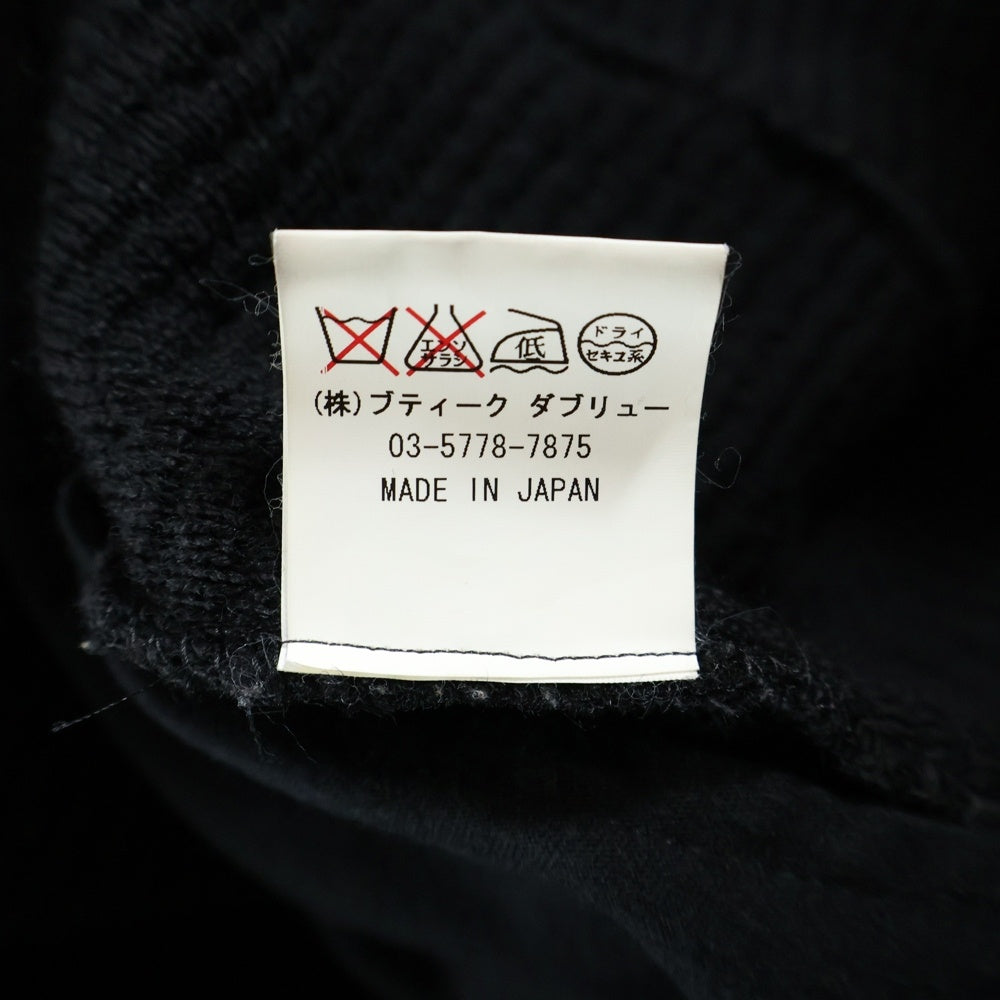 エンソ
サラシ
低
ドライ
セキユ系
(株)ブティーク ダブリュー
03-5778-7875
MADE IN JAPAN